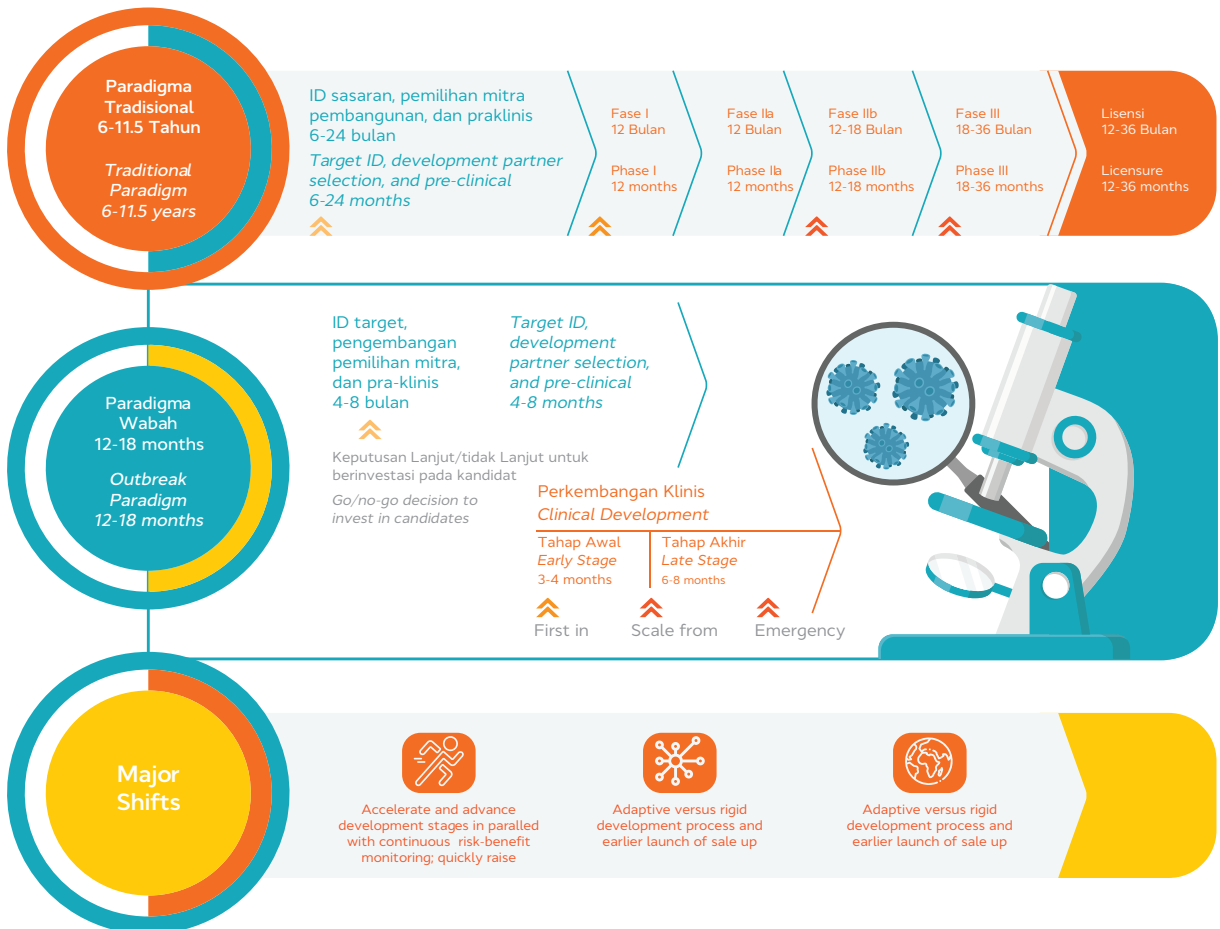 Paradigma
Tradisional
6-11.5 Tahun
Traditional
Paradigm
6-11.5 years
ID sasaran, pemilihan mitra
pembangunan, dan praklinis
6-24 bulan
Target ID, development partner
selection, and pre-clinical
6-24 months
Fase I
12 Bulan
Phase I
12 months
Fase IIa
12 Bulan
Phase IIa
12 months
Fase IIb
12-18 Bulan
Phase IIb
12-18 months
Fase III
18-36 Bulan
Phase III
18-36 months
Lisensi
12-36 Bulan
Licensure
12-36 months
Paradigma
Wabah
12-18 months
Outbreak
Paradigm
12-18 months
ID target,
pengembangan
pemilihan mitra,
dan pra-klinis
4-8 bulan
Target ID,
development
partner selection,
and pre-clinical
4-8 months
Keputusan Lanjut/tidak Lanjut untuk
berinvestasi pada kandidat
Go/no-go decision to
invest in candidates
Perkembangan Klinis
Clinical Development
Tahap Awal
Early Stage
3-4 months
Tahap Akhir
Late Stage
6-8 months
First in
Scale from
Emergency
Major
Shifts
Accelerate and advance
development stages in paralled
with continuous risk-benefit
monitoring; quickly raise
Adaptive versus rigid
development process and
earlier launch of sale up
Adaptive versus rigid
development process and
earlier launch of sale up